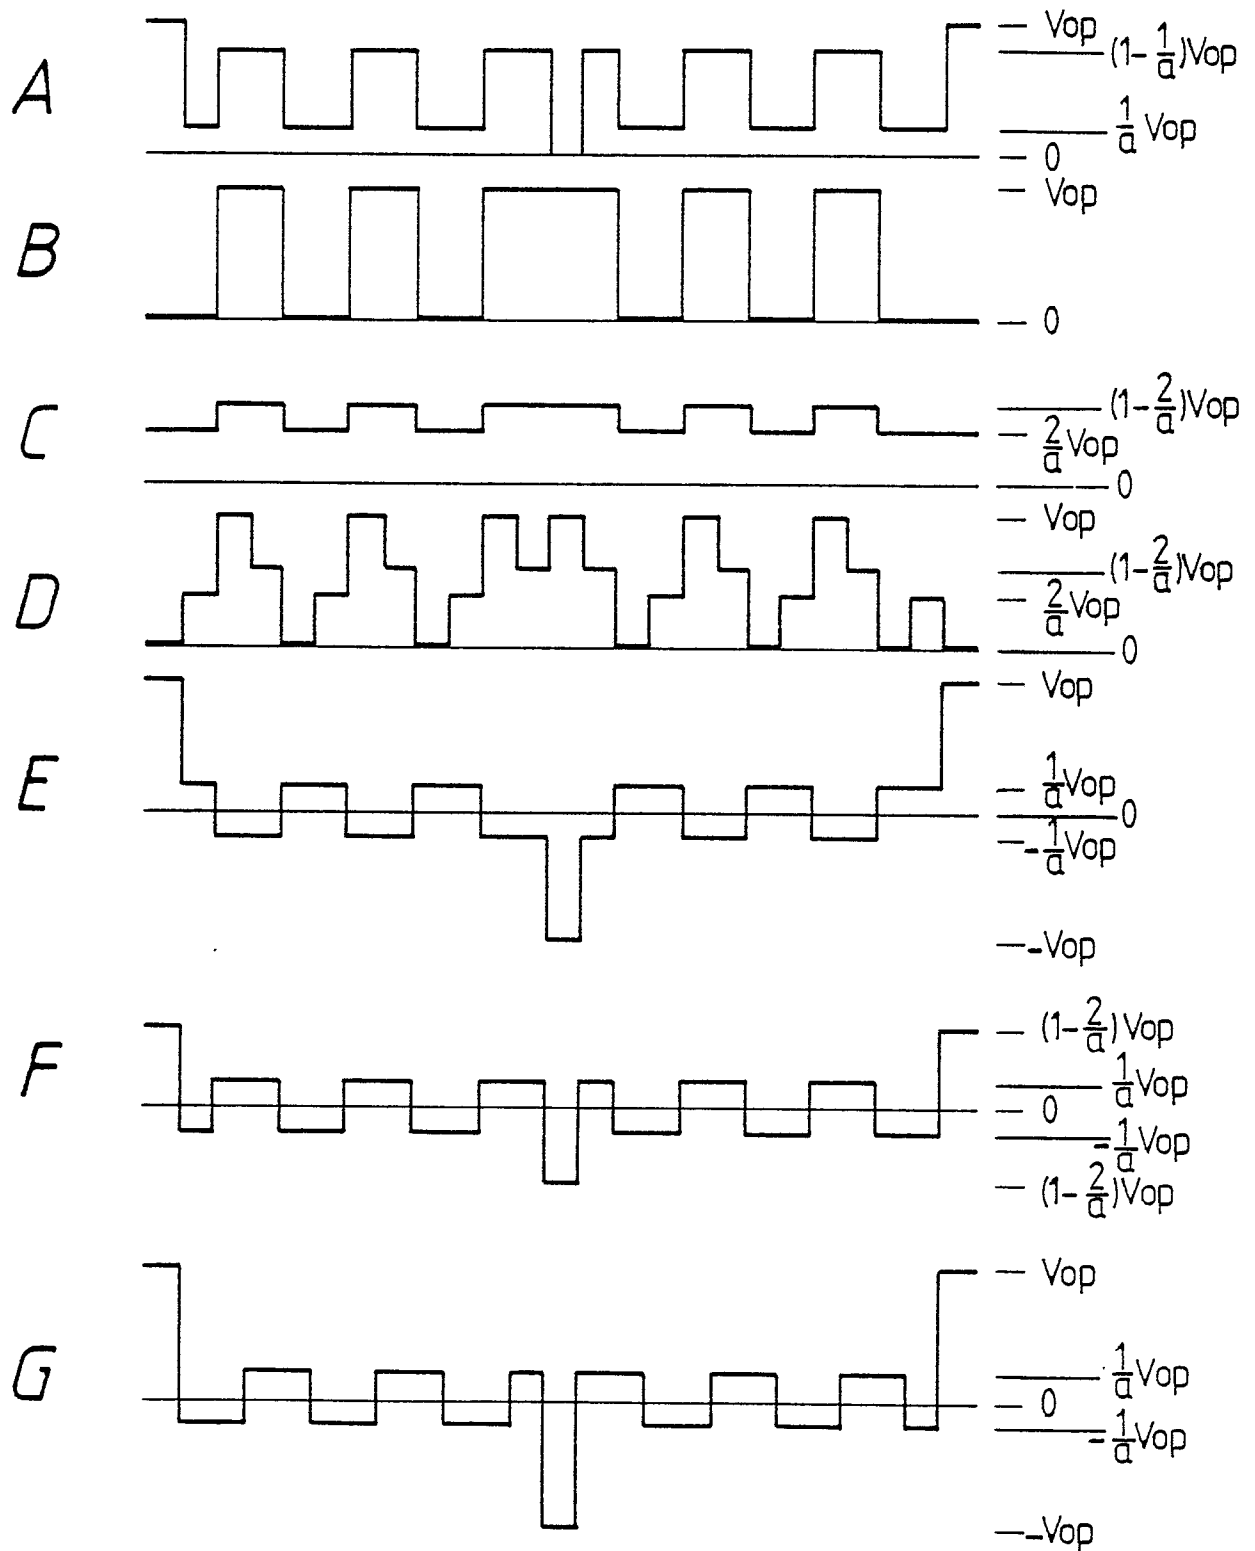 A
Vop
(1-1/a)Vop
1/a Vop
0
B
Vop
0
C
(1-2/a)Vop
2/a Vop
0
D
Vop
(1-2/a)Vop
2/a Vop
0
E
Vop
1/a Vop
0
-1/a Vop
-Vop
F
(1-2/a)Vop
1/a Vop
0
-1/a Vop
(1-2/a)Vop
G
Vop
1/a Vop
0
-1/a Vop
-Vop